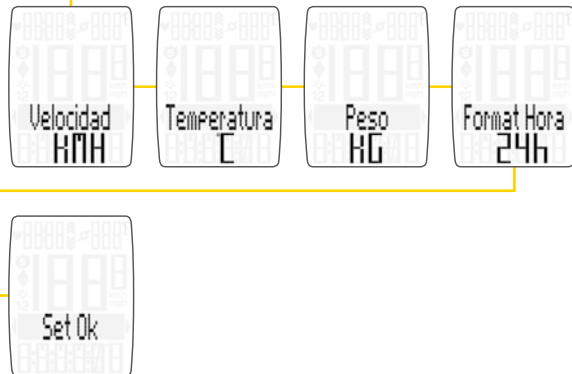 Velocidad
KMH
Temperatura
C
Peso
KG
Format Hora
24h
Set Ok